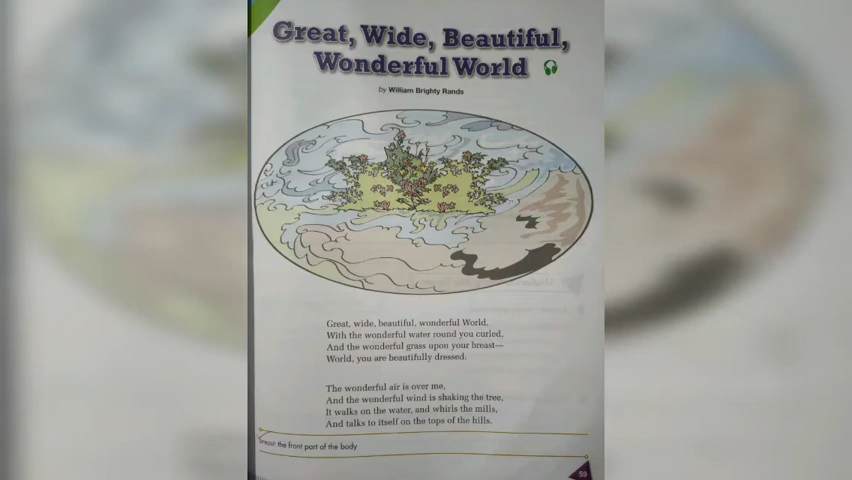 Great, Wide, Beautiful,
Wonderful World
by William Brighty Rands
Great, wide, beautiful, wonderful World,
With the wonderful water round you curled,
And the wonderful grass upon your breast—
World, you are beautifully dressed.
The wonderful air is over me,
And the wonderful wind is shaking the tree,
It walks on the water, and whirls the mills,
And talks to itself on the tops of the hills.
breast: the front part of the body
59